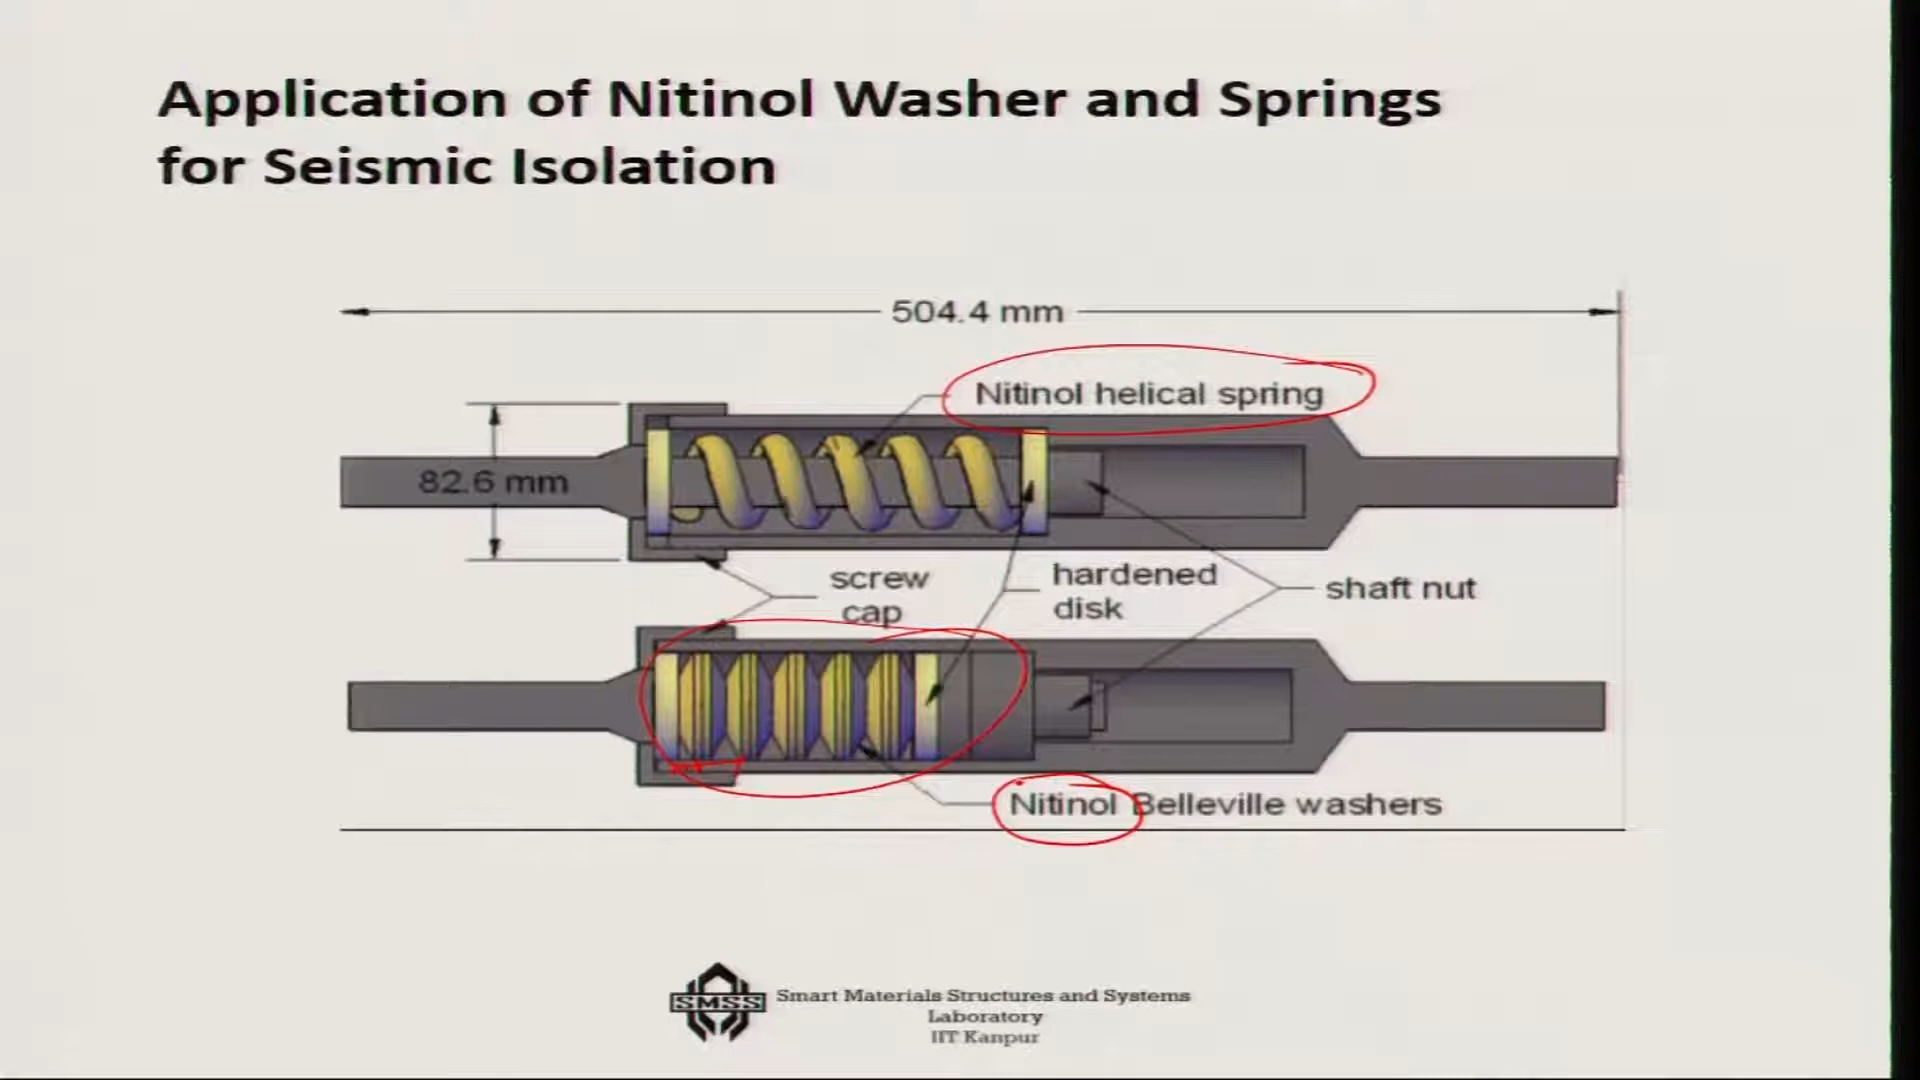 Application of Nitinol Washer and Springs
for Seismic Isolation
504.4 mm
Nitinol helical spring
82.6 mm
screw
cap
hardened
disk
shaft nut
Nitinol Belleville washers
SMSS
Smart Materials Structures and Systems
Laboratory
IIT Kanpur